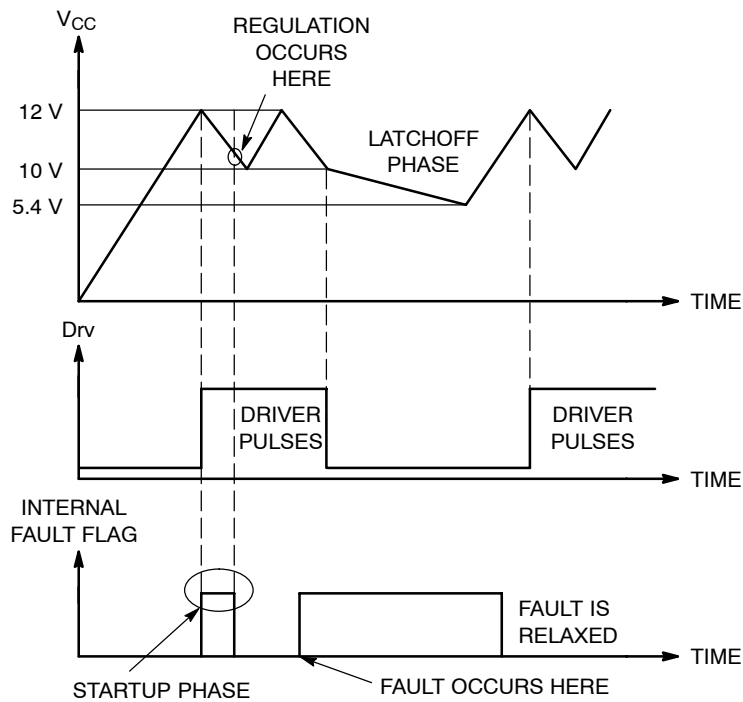 VCC
REGULATION
OCCURS
HERE
12 V
LATCHOFF
PHASE
10 V
5.4 V
TIME
Drv
DRIVER
PULSES
DRIVER
PULSES
TIME
INTERNAL
FAULT FLAG
FAULT IS
RELAXED
TIME
STARTUP PHASE
FAULT OCCURS HERE